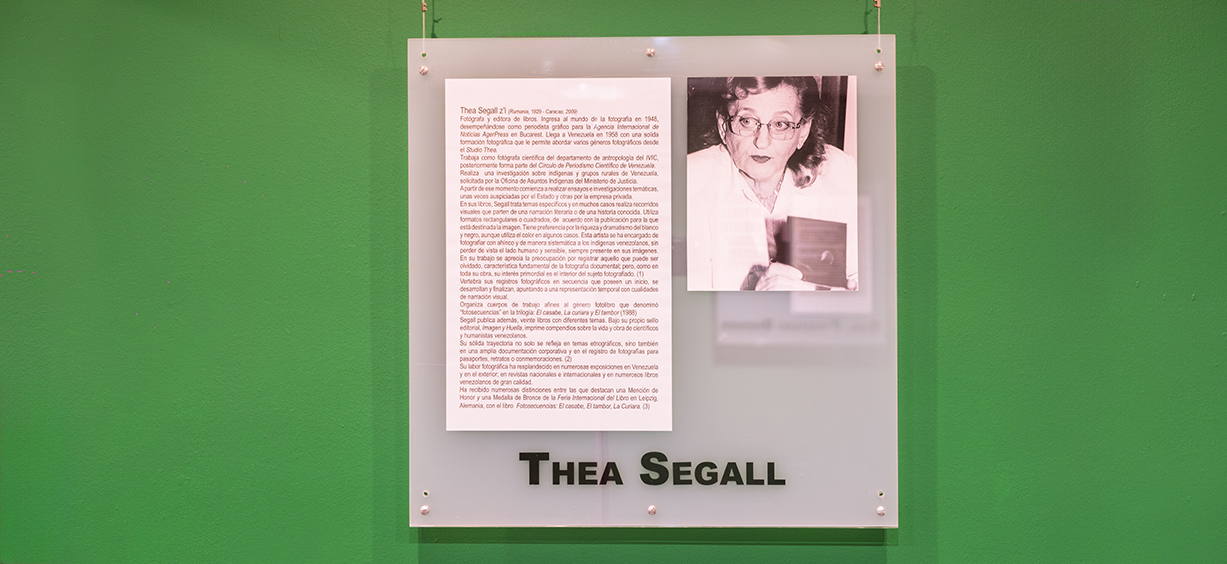 Thea Segall z'l (Rumania, 1929 - Caracas, 2009)
Fotógrafa y editora de libros. Ingresa al mundo de la fotografía en 1948,
desempeñándose como periodista gráfico para la Agencia Internacional de
Noticias AgerPress en Bucarest. Llega a Venezuela en 1958 con una solida
formación fotográfica que le permite abordar varios géneros fotográficos desde
el Studio Thea.
Trabaja como fotógrafa científica del departamento de antropología del IVIC,
posteriormente forma parte del Círculo de Periodismo Científico de Venezuela.
Realiza una investigación sobre indígenas y grupos rurales de Venezuela,
solicitada por la Oficina de Asuntos Indígenas del Ministerio de Justicia.
A partir de ese momento comienza a realizar ensayos e investigaciones temáticas,
unas veces auspiciadas por el Estado y otras por la empresa privada.
En sus libros, Segall trata temas específicos y en muchos casos realiza recorridos
visuales que parten de una narración literaria o de una historia conocida. Utiliza
formatos rectangulares o cuadrados, de acuerdo con la publicación para la que
está destinada la imagen. Tiene preferencia por la riqueza y dramatismo del blanco
y negro, aunque utiliza el color en algunos casos. Esta artista se ha encargado de
fotografiar con ahínco y de manera sistemática a los indígenas venezolanos, sin
perder de vista el lado humano y sensible, siempre presente en sus imágenes.
En su trabajo se aprecia la preocupación por registrar aquello que puede ser
olvidado, característica fundamental de la fotografía documental; pero, como en
toda su obra, su interés primordial es el interior del sujeto fotografiado. (1)
Vertebra sus registros fotográficos en secuencia que poseen un inicio, se
desarrollan y finalizan, apuntando a una representación temporal con cualidades
de narración visual.
Organiza cuerpos de trabajo afines al género fotolibro que denominó
"fotosecuencias" en la trilogía: El casabe, La curiara y El tambor (1988)
Segall publica además, veinte libros con diferentes temas. Bajo su propio sello
editorial, Imagen y Huella, imprime compendios sobre la vida y obra de científicos
y humanistas venezolanos.
Su sólida trayectoria no solo se refleja en temas etnográficos, sino también
en una amplia documentación corporativa y en el registro de fotografías para
pasaportes, retratos o conmemoraciones. (2)
Su labor fotográfica ha resplandecido en numerosas exposiciones en Venezuela
y en el exterior; en revistas nacionales e internacionales y en numerosos libros
venezolanos de gran calidad.
Ha recibido numerosas distinciones entre las que destacan una Mención de
Honor y una Medalla de Bronce de la Feria Internacional del Libro en Leipzig,
Alemania, con el libro Fotosecuencias: El casabe, El tambor, La Curiara. (3)
THEA SEGALL